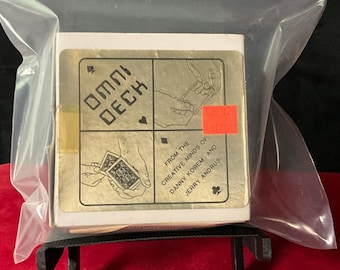 OMNI
DECK
FROM THE
CREATIVE MINDS OF
DANNY KOREM AND
JERRY ANDRUS